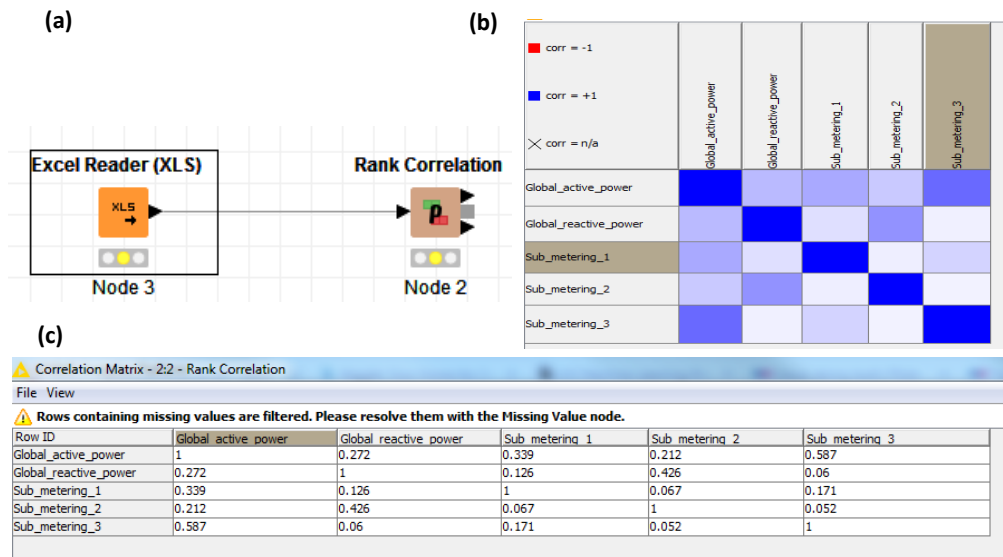 (a)
Excel Reader (XLS)
XLS
Node 3
Rank Correlation
ρ
Node 2
(b)
corr = -1
corr = +1
corr = n/a
Global_active_power
Global_reactive_power
Sub_metering_1
Sub_metering_2
Sub_metering_3
Global_active_power
Global_reactive_power
Sub_metering_1
Sub_metering_2
Sub_metering_3
(c)
Correlation Matrix - 2:2 - Rank Correlation
File View
Rows containing missing values are filtered. Please resolve them with the Missing Value node.
Row ID Global_active_power Global_reactive_power Sub_metering_1 Sub_metering_2 Sub_metering_3
Global_active_power 1 0.272 0.339 0.212 0.587
Global_reactive_power 0.272 1 0.126 0.426 0.06
Sub_metering_1 0.339 0.126 1 0.067 0.171
Sub_metering_2 0.212 0.426 0.067 1 0.052
Sub_metering_3 0.587 0.06 0.171 0.052 1